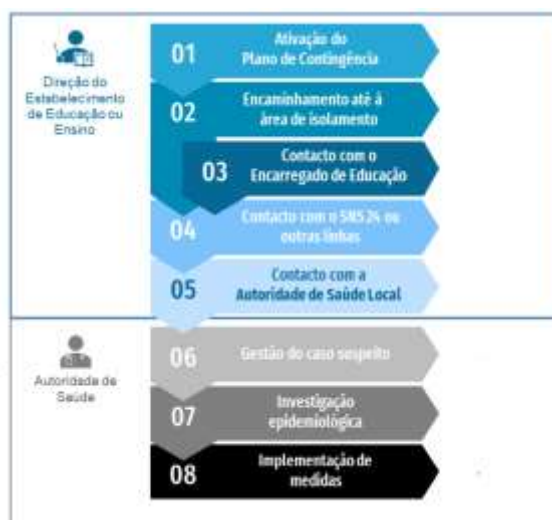 Direção do
Estabelecimento
de Educação ou
Ensino
01
Ativação do
Plano de Contingência
02
Encaminhamento até à
área de isolamento
03
Contacto com o
Encarregado de Educação
04
Contacto com o SNS 24 ou
outras linhas
05
Contacto com a
Autoridade de Saúde Local
Autoridade de
Saúde
06
Gestão do caso suspeito
07
Investigação
epidemiológica
08
Implementação de
medidas